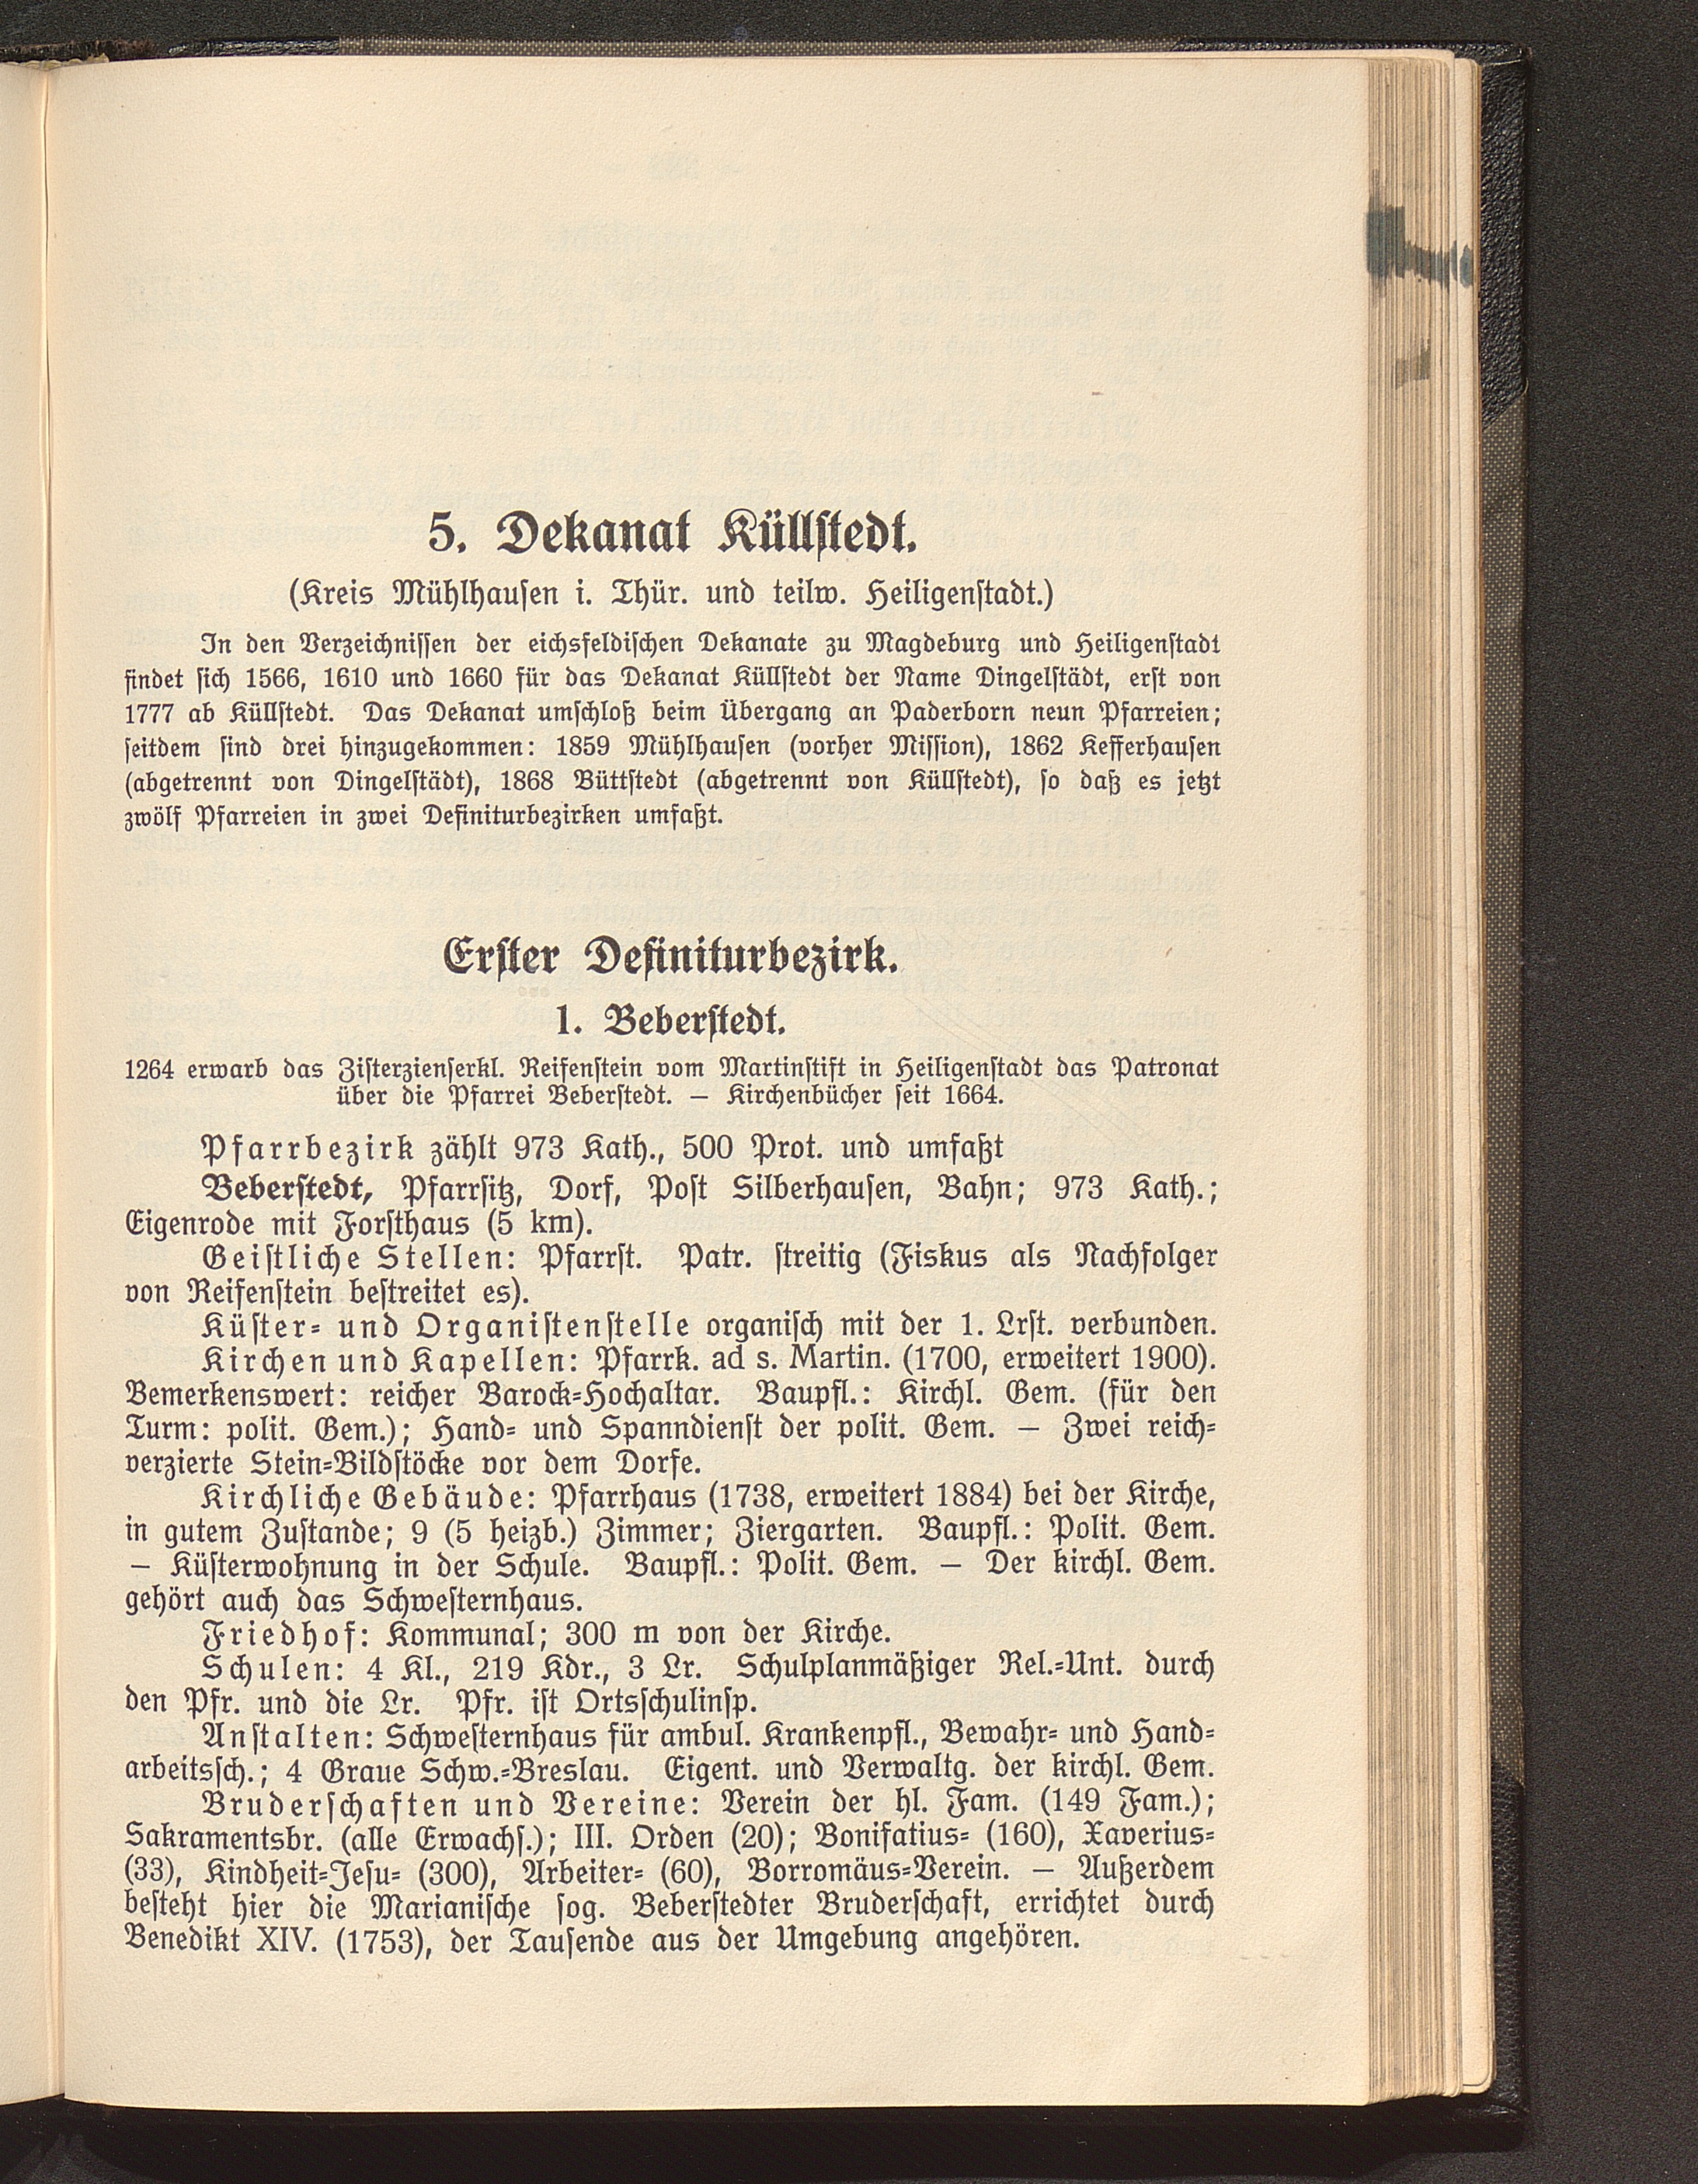 5. Dekanat Küllstedt.
(Kreis Mühlhausen i. Thür. und teilw. Heiligenstadt.)
In den Verzeichnissen der eichsfeldischen Dekanate zu Magdeburg und Heiligenstadt
findet sich 1566, 1610 und 1660 für das Dekanat Küllstedt der Name Dingelstädt, erst von
1777 ab Küllstedt. Das Dekanat umschloß beim Übergang an Paderborn neun Pfarreien;
seitdem sind drei hinzugekommen: 1859 Mühlhausen (vorher Mission), 1862 Kefferhausen
(abgetrennt von Dingelstädt), 1868 Büttstedt (abgetrennt von Küllstedt), so daß es jetzt
zwölf Pfarreien in zwei Definiturbezirken umfaßt.
Erster Definiturbezirk.
1. Beberstedt.
1264 erwarb das Zisterzienserkl. Reifenstein vom Martinstift in Heiligenstadt das Patronat
über die Pfarrei Beberstedt. — Kirchenbücher seit 1664.
Pfarrbezirk zählt 973 Kath., 500 Prot. und umfaßt
Beberstedt, Pfarrsitz, Dorf, Post Silberhausen, Bahn; 973 Kath.;
Eigenrode mit Forsthaus (5 km).
Geistliche Stellen: Pfarrst. Patr. streitig (Fiskus als Nachfolger
von Reifenstein bestreitet es).
Küster- und Organistenstelle organisch mit der 1. Lrst. verbunden.
Kirchen und Kapellen: Pfarrk. ad s. Martin. (1700, erweitert 1900).
Bemerkenswert: reicher Barock-Hochaltar. Baupfl.: Kirchl. Gem. (für den
Turm: polit. Gem.); Hand- und Spanndienst der polit. Gem. — Zwei reich-
verzierte Stein-Bildstöcke vor dem Dorfe.
Kirchliche Gebäude: Pfarrhaus (1738, erweitert 1884) bei der Kirche,
in gutem Zustande; 9 (5 heizb.) Zimmer; Ziergarten. Baupfl.: Polit. Gem.
— Küsterwohnung in der Schule. Baupfl.: Polit. Gem. — Der kirchl. Gem.
gehört auch das Schwesternhaus.
Friedhof: Kommunal; 300 m von der Kirche.
Schulen: 4 Kl., 219 Kdr., 3 Lr. Schulplanmäßiger Rel.-Unt. durch
den Pfr. und die Lr. Pfr. ist Ortsschulinsp.
Anstalten: Schwesternhaus für ambul. Krankenpfl., Bewahr- und Hand-
arbeitssch.; 4 Graue Schw.-Breslau. Eigent. und Verwaltg. der kirchl. Gem.
Bruderschaften und Vereine: Verein der hl. Fam. (149 Fam.);
Sakramentsbr. (alle Erwachs.); III. Orden (20); Bonifatius- (160), Xaverius-
(33), Kindheit-Jesu- (300), Arbeiter- (60), Borromäus-Verein. — Außerdem
besteht hier die Marianische sog. Beberstedter Bruderschaft, errichtet durch
Benedikt XIV. (1753), der Tausende aus der Umgebung angehören.